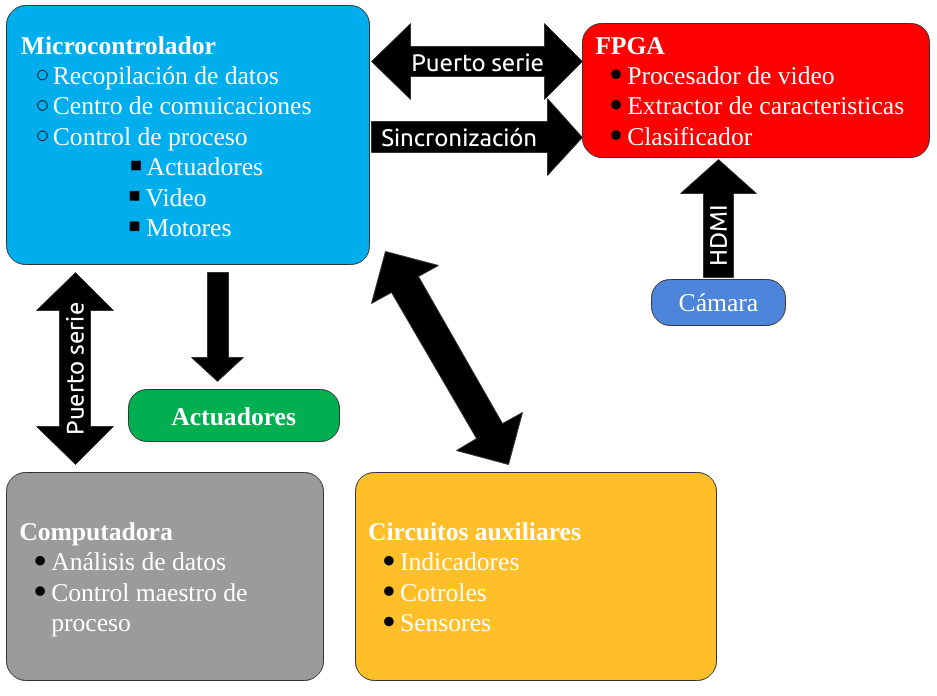 Microcontrolador
Recopilación de datos
Centro de comuicaciones
Control de proceso
Actuadores
Video
Motores
Puerto serie
Sincronización
FPGA
Procesador de video
Extractor de caracteristicas
Clasificador
HDMI
Cámara
Puerto serie
Actuadores
Computadora
Análisis de datos
Control maestro de
proceso
Circuitos auxiliares
Indicadores
Cotroles
Sensores